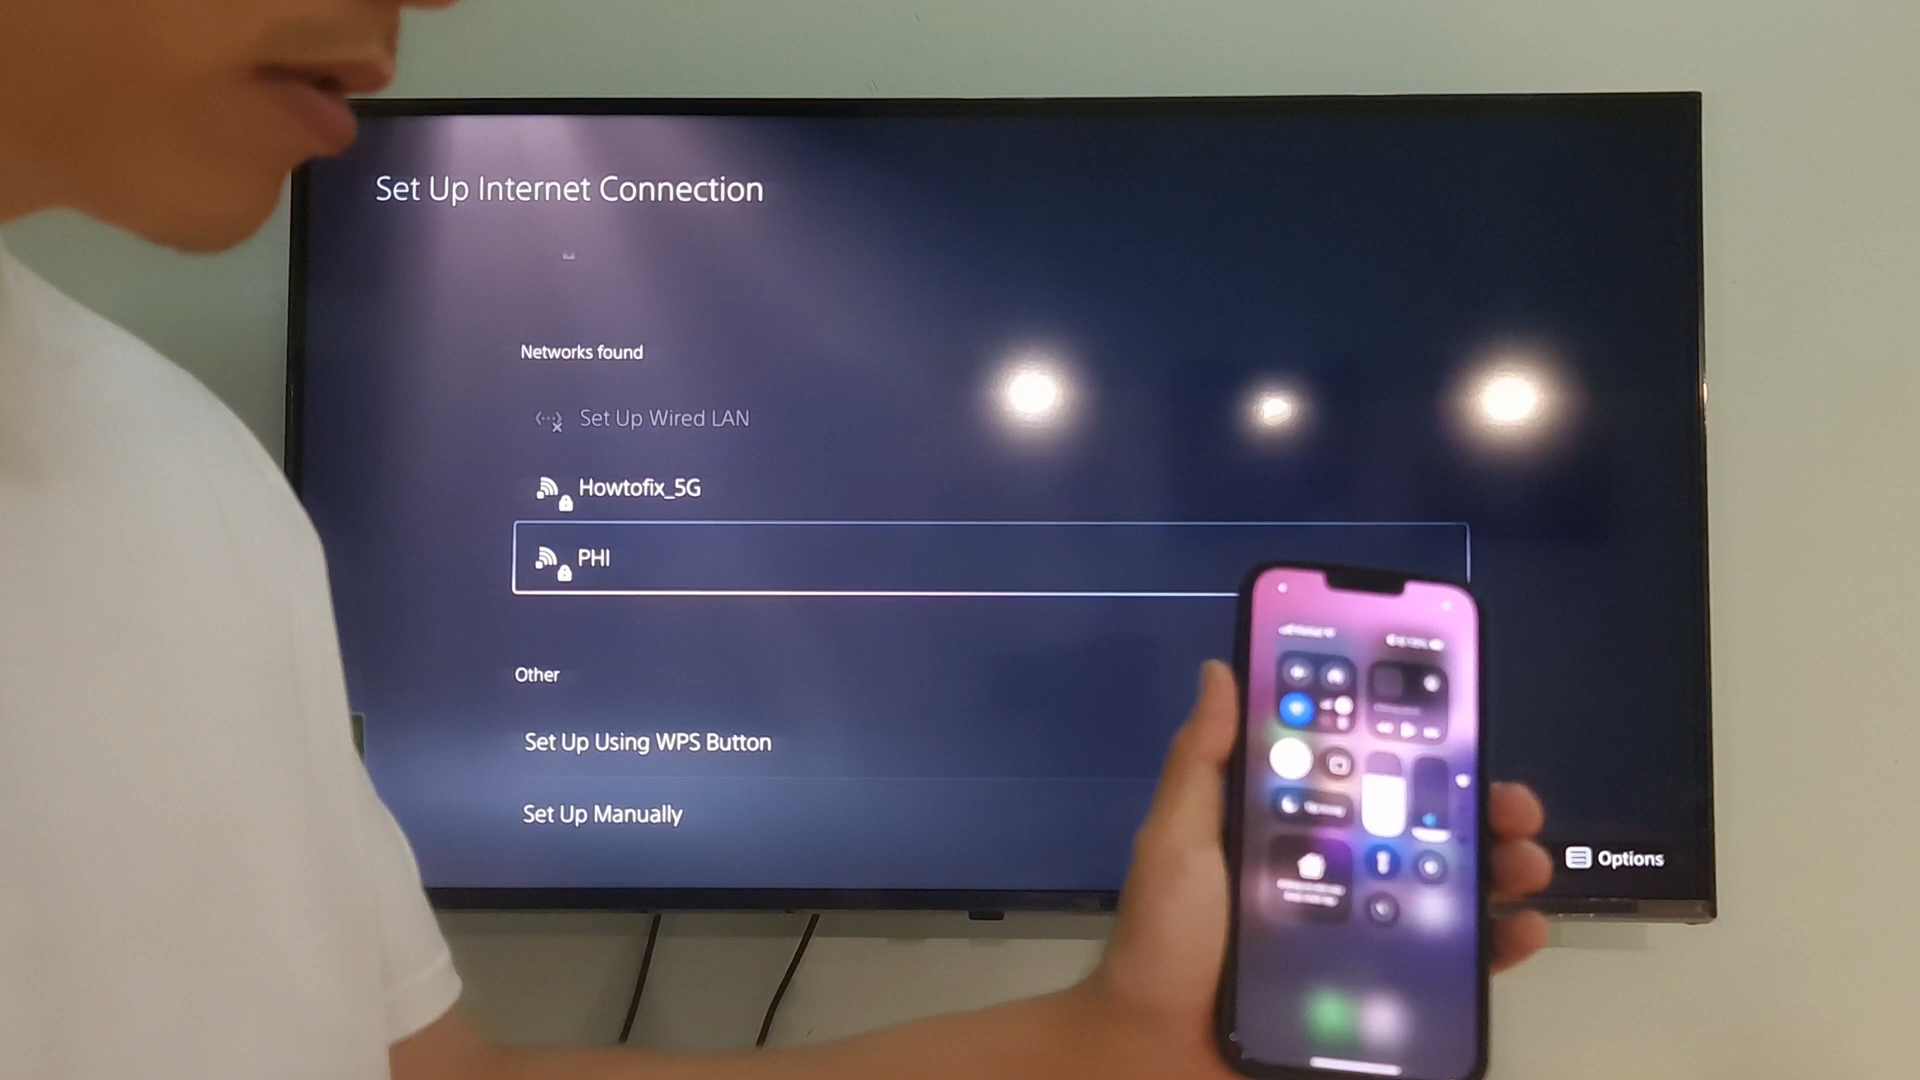 Set Up Internet Connection
Networks found
Set Up Wired LAN
Howtofix_5G
PHI
Other
Set Up Using WPS Button
Set Up Manually
Options